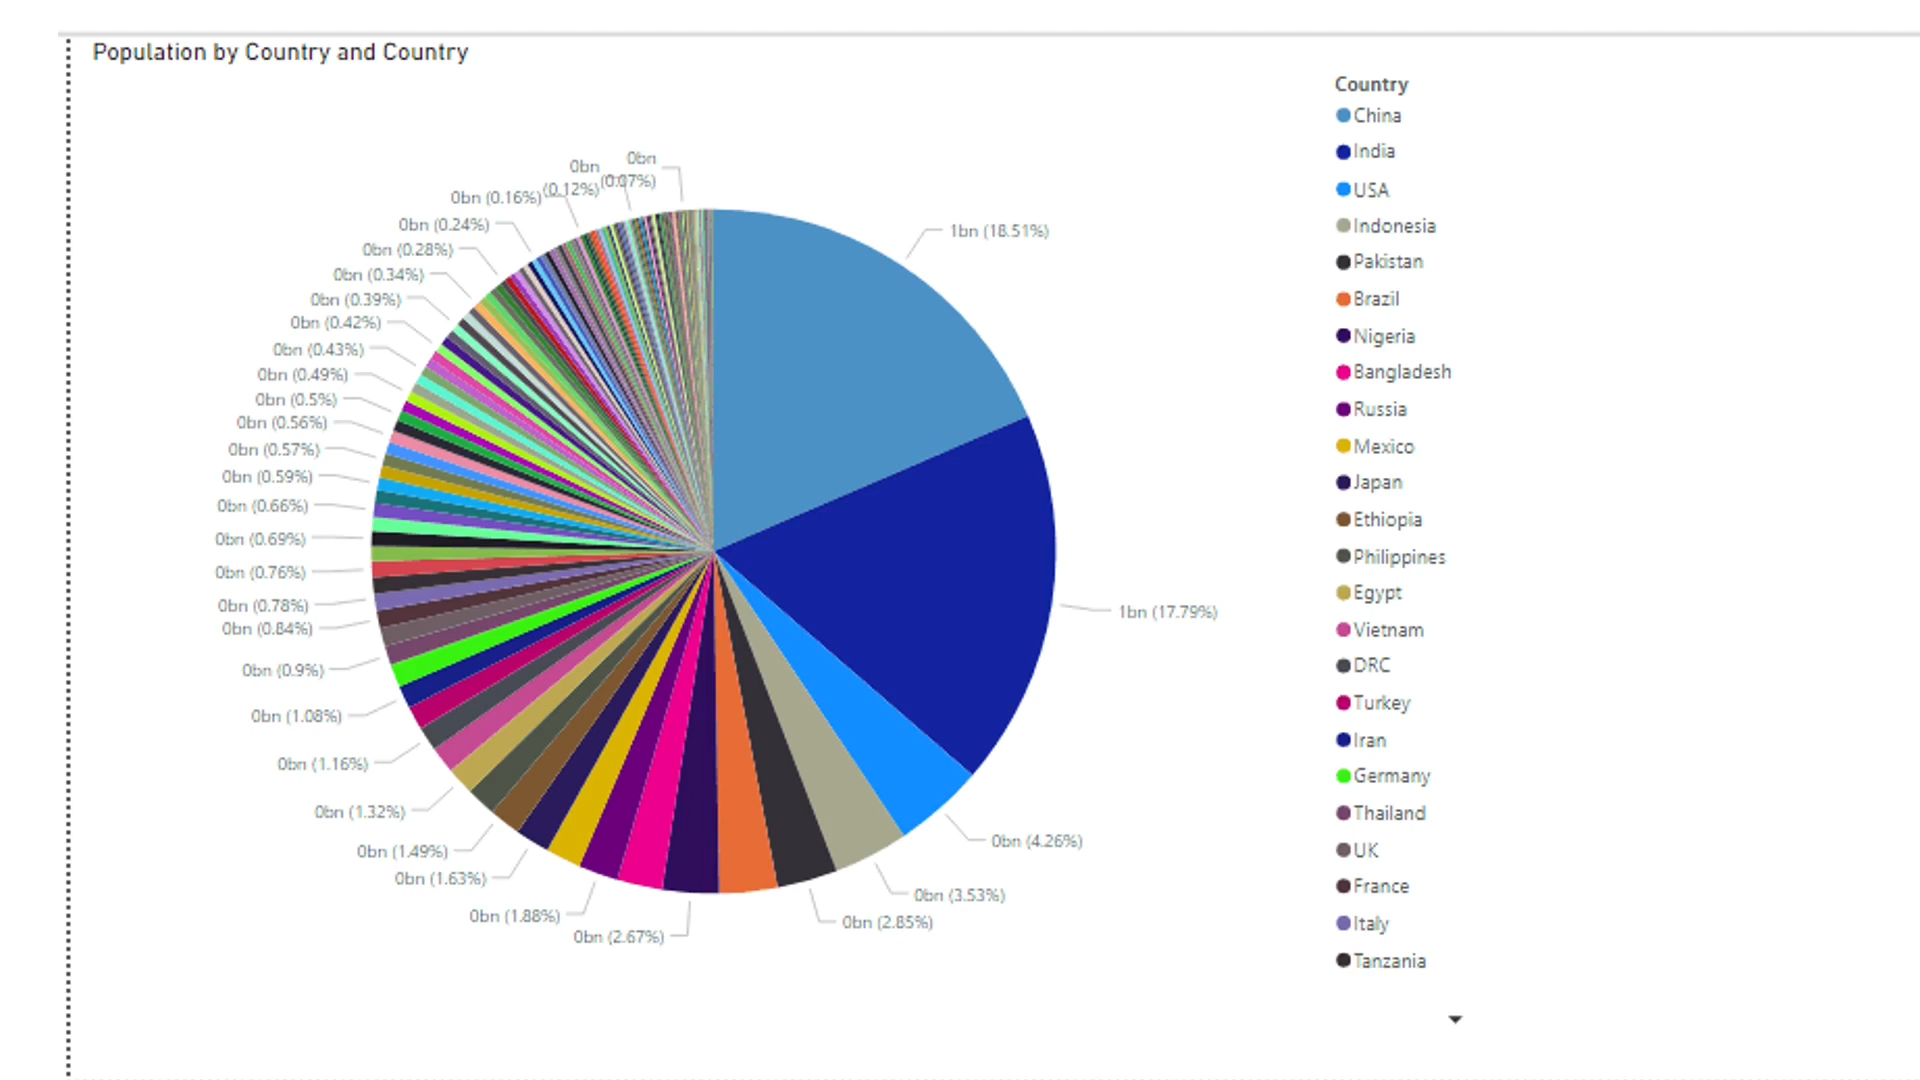 Population by Country and Country
0bn
(0.07%)
0bn
(0.12%)
0bn (0.16%)
0bn (0.24%)
0bn (0.28%)
0bn (0.34%)
0bn (0.39%)
0bn (0.42%)
0bn (0.43%)
0bn (0.49%)
0bn (0.5%)
0bn (0.56%)
0bn (0.57%)
0bn (0.59%)
0bn (0.66%)
0bn (0.69%)
0bn (0.76%)
0bn (0.78%)
0bn (0.84%)
0bn (0.9%)
0bn (1.08%)
0bn (1.16%)
0bn (1.32%)
0bn (1.49%)
0bn (1.63%)
0bn (1.88%)
0bn (2.67%)
0bn (2.85%)
0bn (3.53%)
0bn (4.26%)
1bn (17.79%)
1bn (18.51%)
Country
China
India
USA
Indonesia
Pakistan
Brazil
Nigeria
Bangladesh
Russia
Mexico
Japan
Ethiopia
Philippines
Egypt
Vietnam
DRC
Turkey
Iran
Germany
Thailand
UK
France
Italy
Tanzania